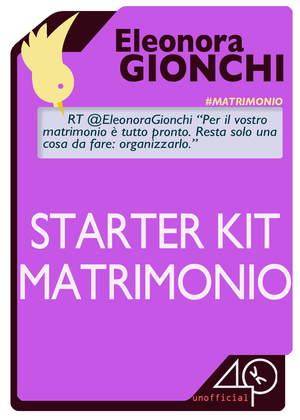 Eleonora
GIONCHI
#MATRIMONIO
RT @EleonoraGionchi “Per il vostro
matrimonio è tutto pronto. Resta solo una
cosa da fare: organizzarlo.”
STARTER KIT
MATRIMONIO
40K
unofficial